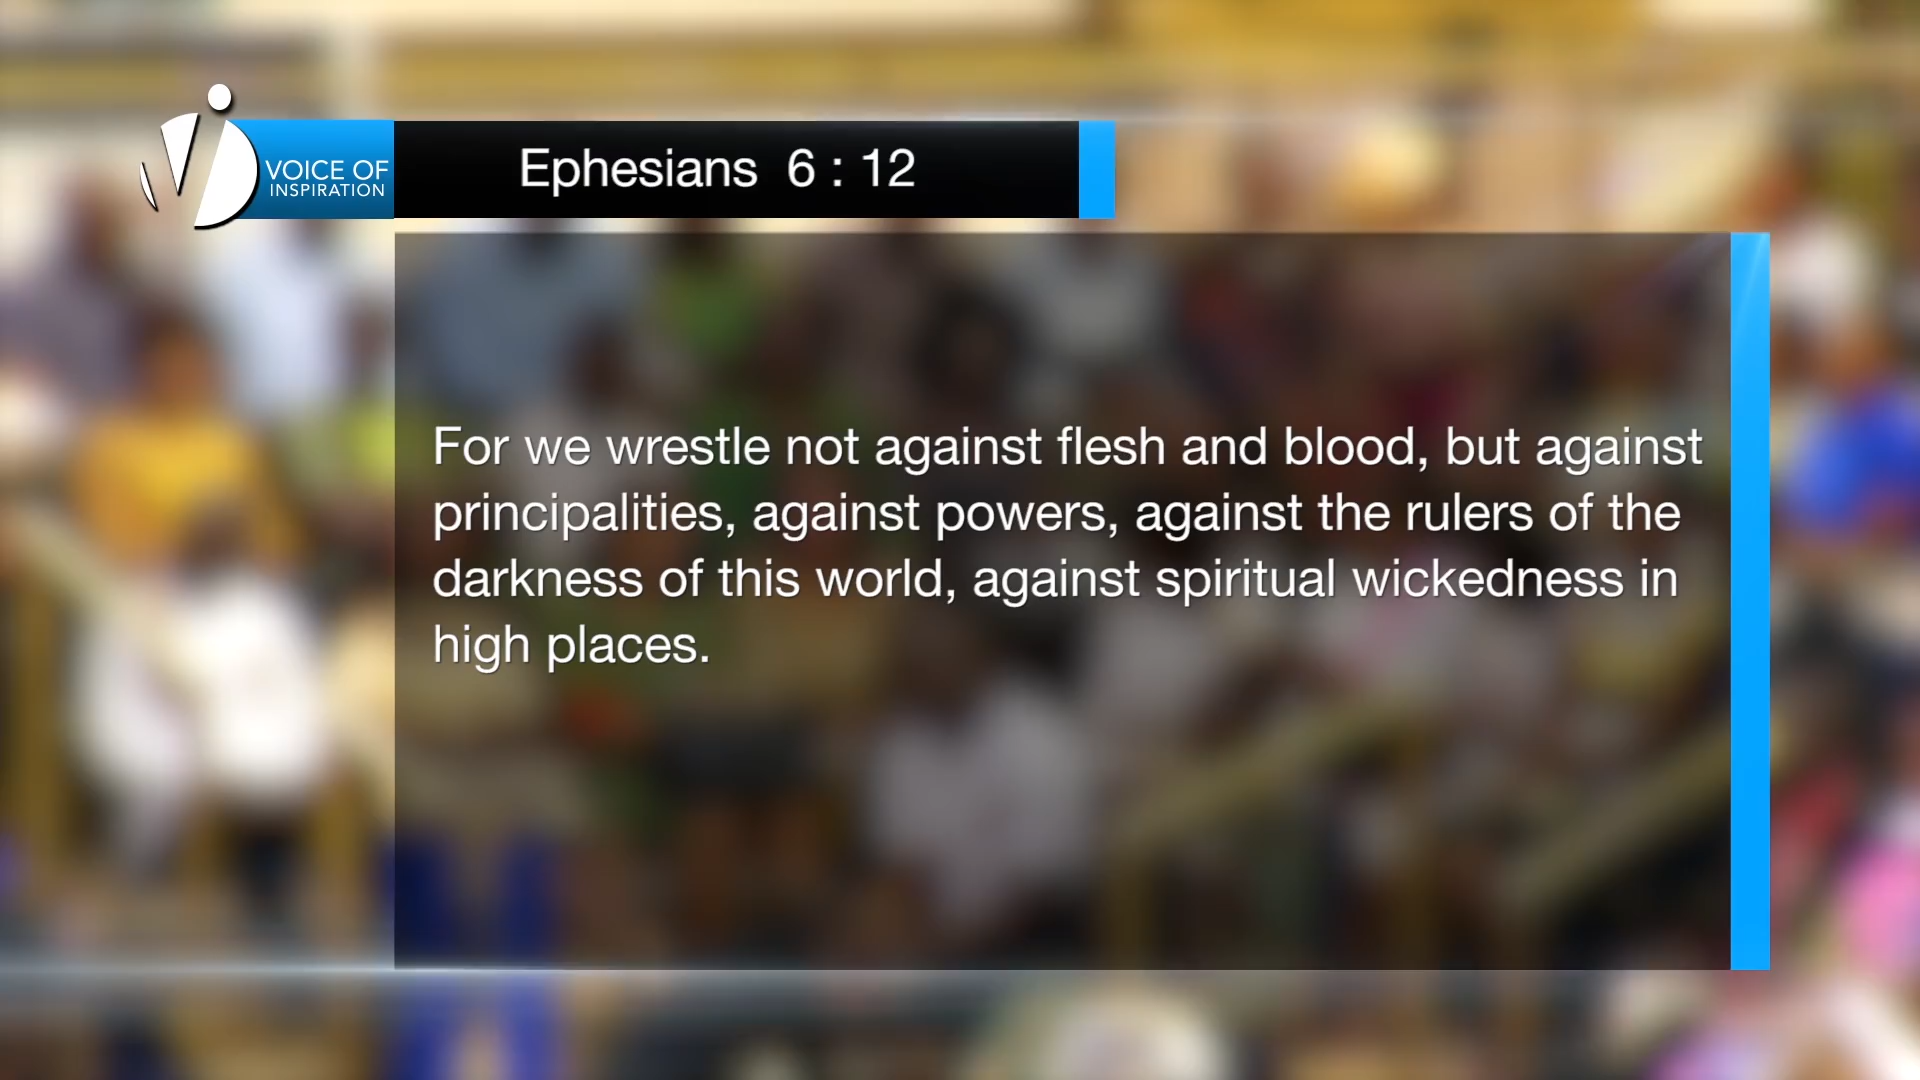 VOICE OF
INSPIRATION
Ephesians 6 : 12
For we wrestle not against flesh and blood, but against
principalities, against powers, against the rulers of the
darkness of this world, against spiritual wickedness in
high places.